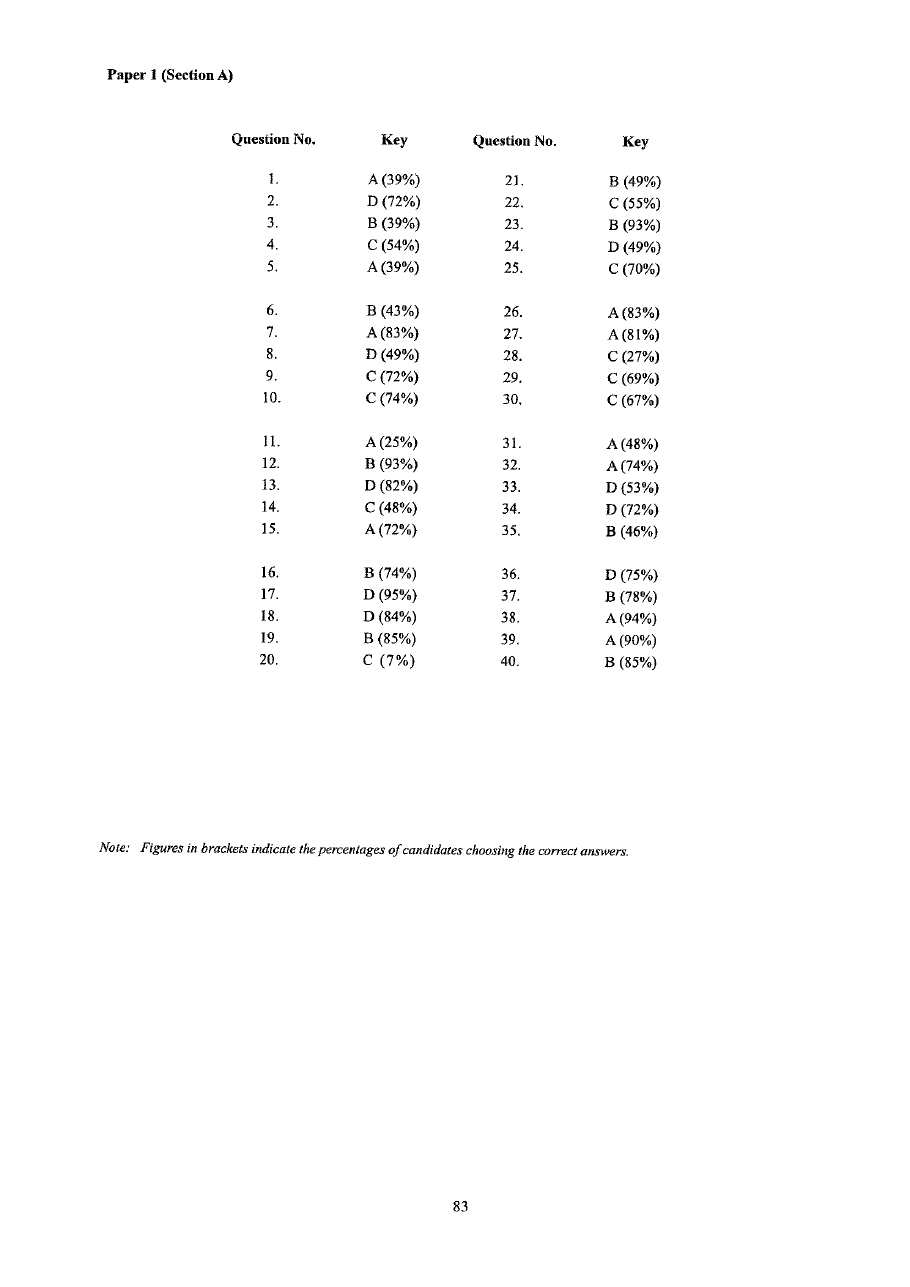 Paper 1 (Section A)
Question No. Key Question No. Key
1. A (39%) 21. B (49%)
2. D (72%) 22. C (55%)
3. B (39%) 23. B (93%)
4. C (54%) 24. D (49%)
5. A (39%) 25. C (70%)
6. B (43%) 26. A (83%)
7. A (83%) 27. A (81%)
8. D (49%) 28. C (27%)
9. C (72%) 29. C (69%)
10. C (74%) 30. C (67%)
11. A (25%) 31. A (48%)
12. B (93%) 32. A (74%)
13. D (82%) 33. D (53%)
14. C (48%) 34. D (72%)
15. A (72%) 35. B (46%)
16. B (74%) 36. D (75%)
17. D (95%) 37. B (78%)
18. D (84%) 38. A (94%)
19. B (85%) 39. A (90%)
20. C (7%) 40. B (85%)
Note: Figures in brackets indicate the percentages of candidates choosing the correct answers.
83